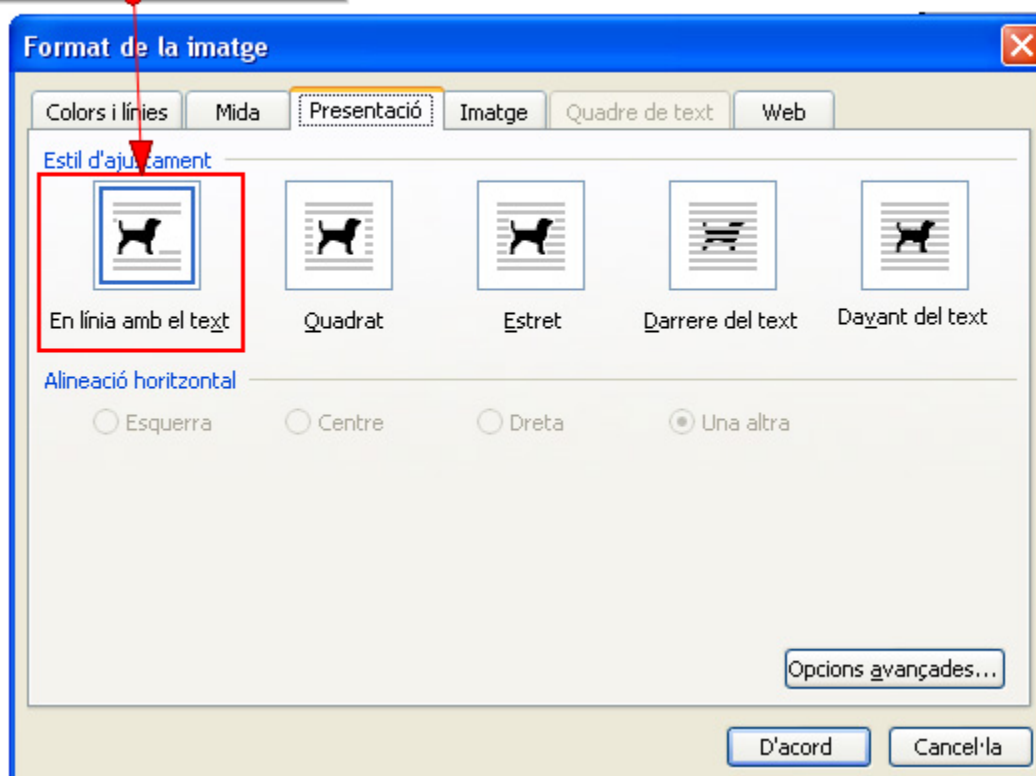 Format de la imatge
Colors i línies Mida Presentació Imatge Quadre de text Web
Estil d'ajustament
En línia amb el text Quadrat Estret Darrere del text Davant del text
Alineació horitzontal
Esquerra Centre Dreta Una altra
Opcions avançades...
D'acord Cancel·la